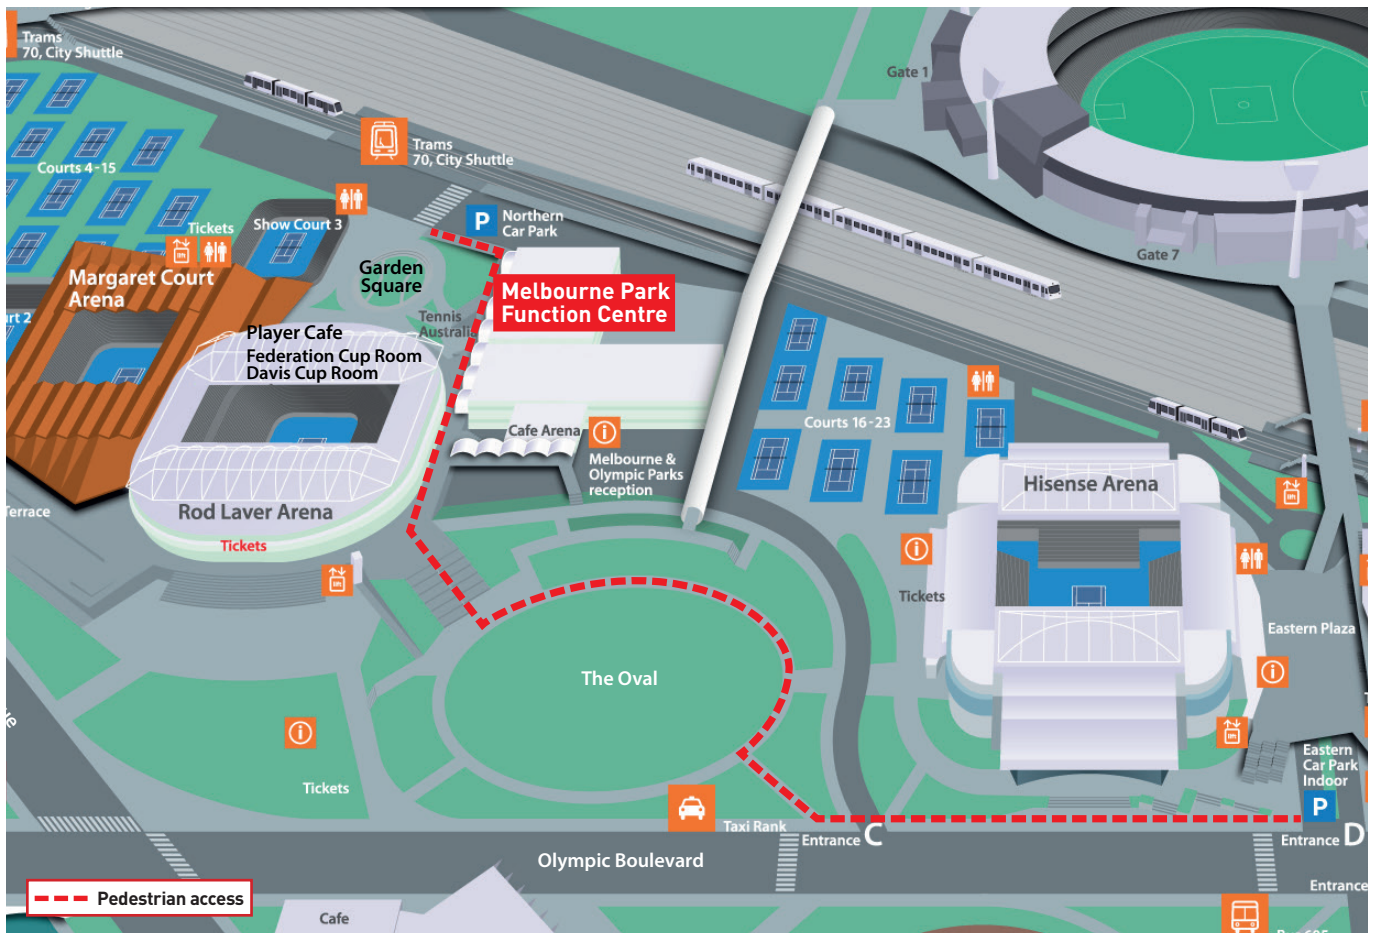 Trams
70, City Shuttle
Gate 1
Trams
70, City Shuttle
Courts 4-15
Northern
Car Park
P
Tickets
Show Court 3
Gate 7
Garden
Square
Margaret Court
Arena
Melbourne Park
Function Centre
Tennis
Australia
rt 2
Player Cafe
Federation Cup Room
Davis Cup Room
Courts 16-23
Cafe Arena
Melbourne &
Olympic Parks
reception
Hisense Arena
Terrace
Rod Laver Arena
Tickets
Tickets
Eastern Plaza
The Oval
Tickets
Eastern
Car Park
Indoor
P
Taxi Rank
Entrance C
Entrance D
Olympic Boulevard
Entrance
Pedestrian access
Cafe